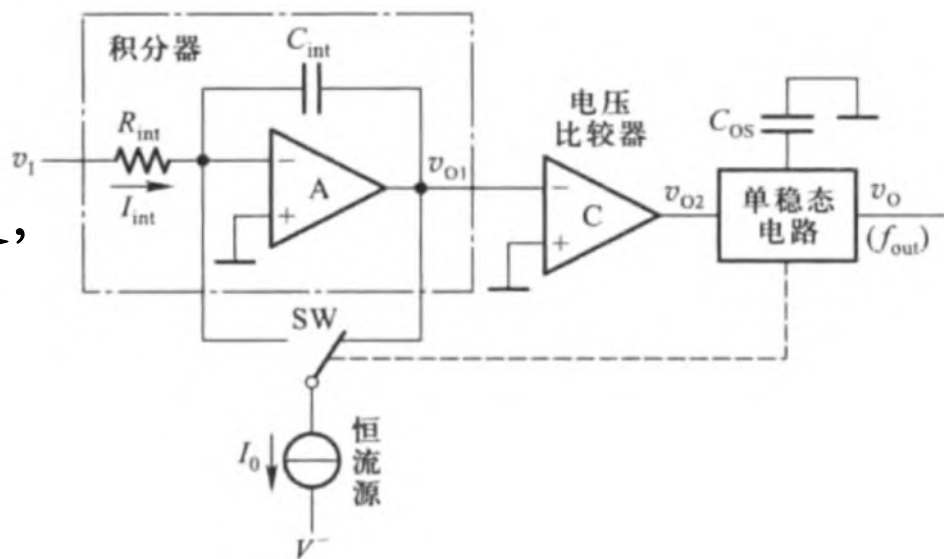 积分器
C_int
R_int
v_I
I_int
−
+
A
v_O1
电压
比较器
−
+
C
v_O2
C_OS
单稳态
电路
v_O
(f_out)
SW
I_0
恒流源
V^−